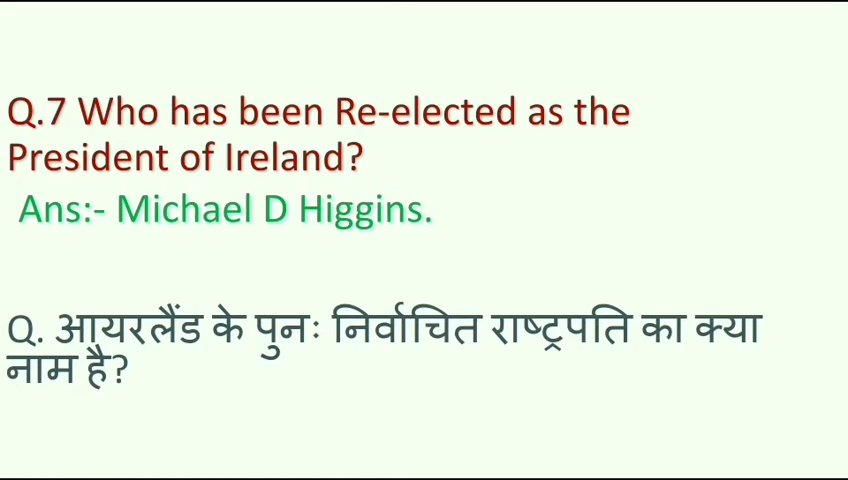 Q.7 Who has been Re-elected as the
President of Ireland?
Ans:- Michael D Higgins.
Q. आयरलैंड के पुनः निर्वाचित राष्ट्रपति का क्या
नाम है?